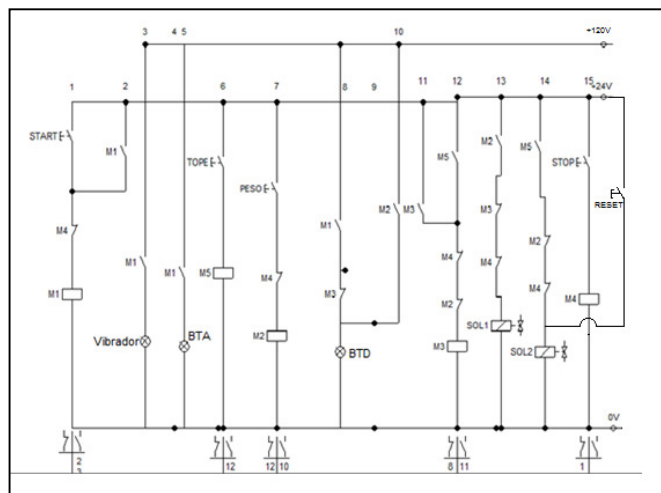 +120V
3 4 5 10
1 2 6 7 8 9 11 12 13 14 15 +24V
START
M1
TOPE
PESO
M1
M2
M3
M5
M2
M5
STOP
RESET
M4
M1
M1
M5
M4
M3
M4
M3
M2
M4
M1
M2
M2
M4
M4
M4
SOL1
M3
SOL2
Vibrador
BTA
BTD
0V
2
3
12
12 10
8 11
1